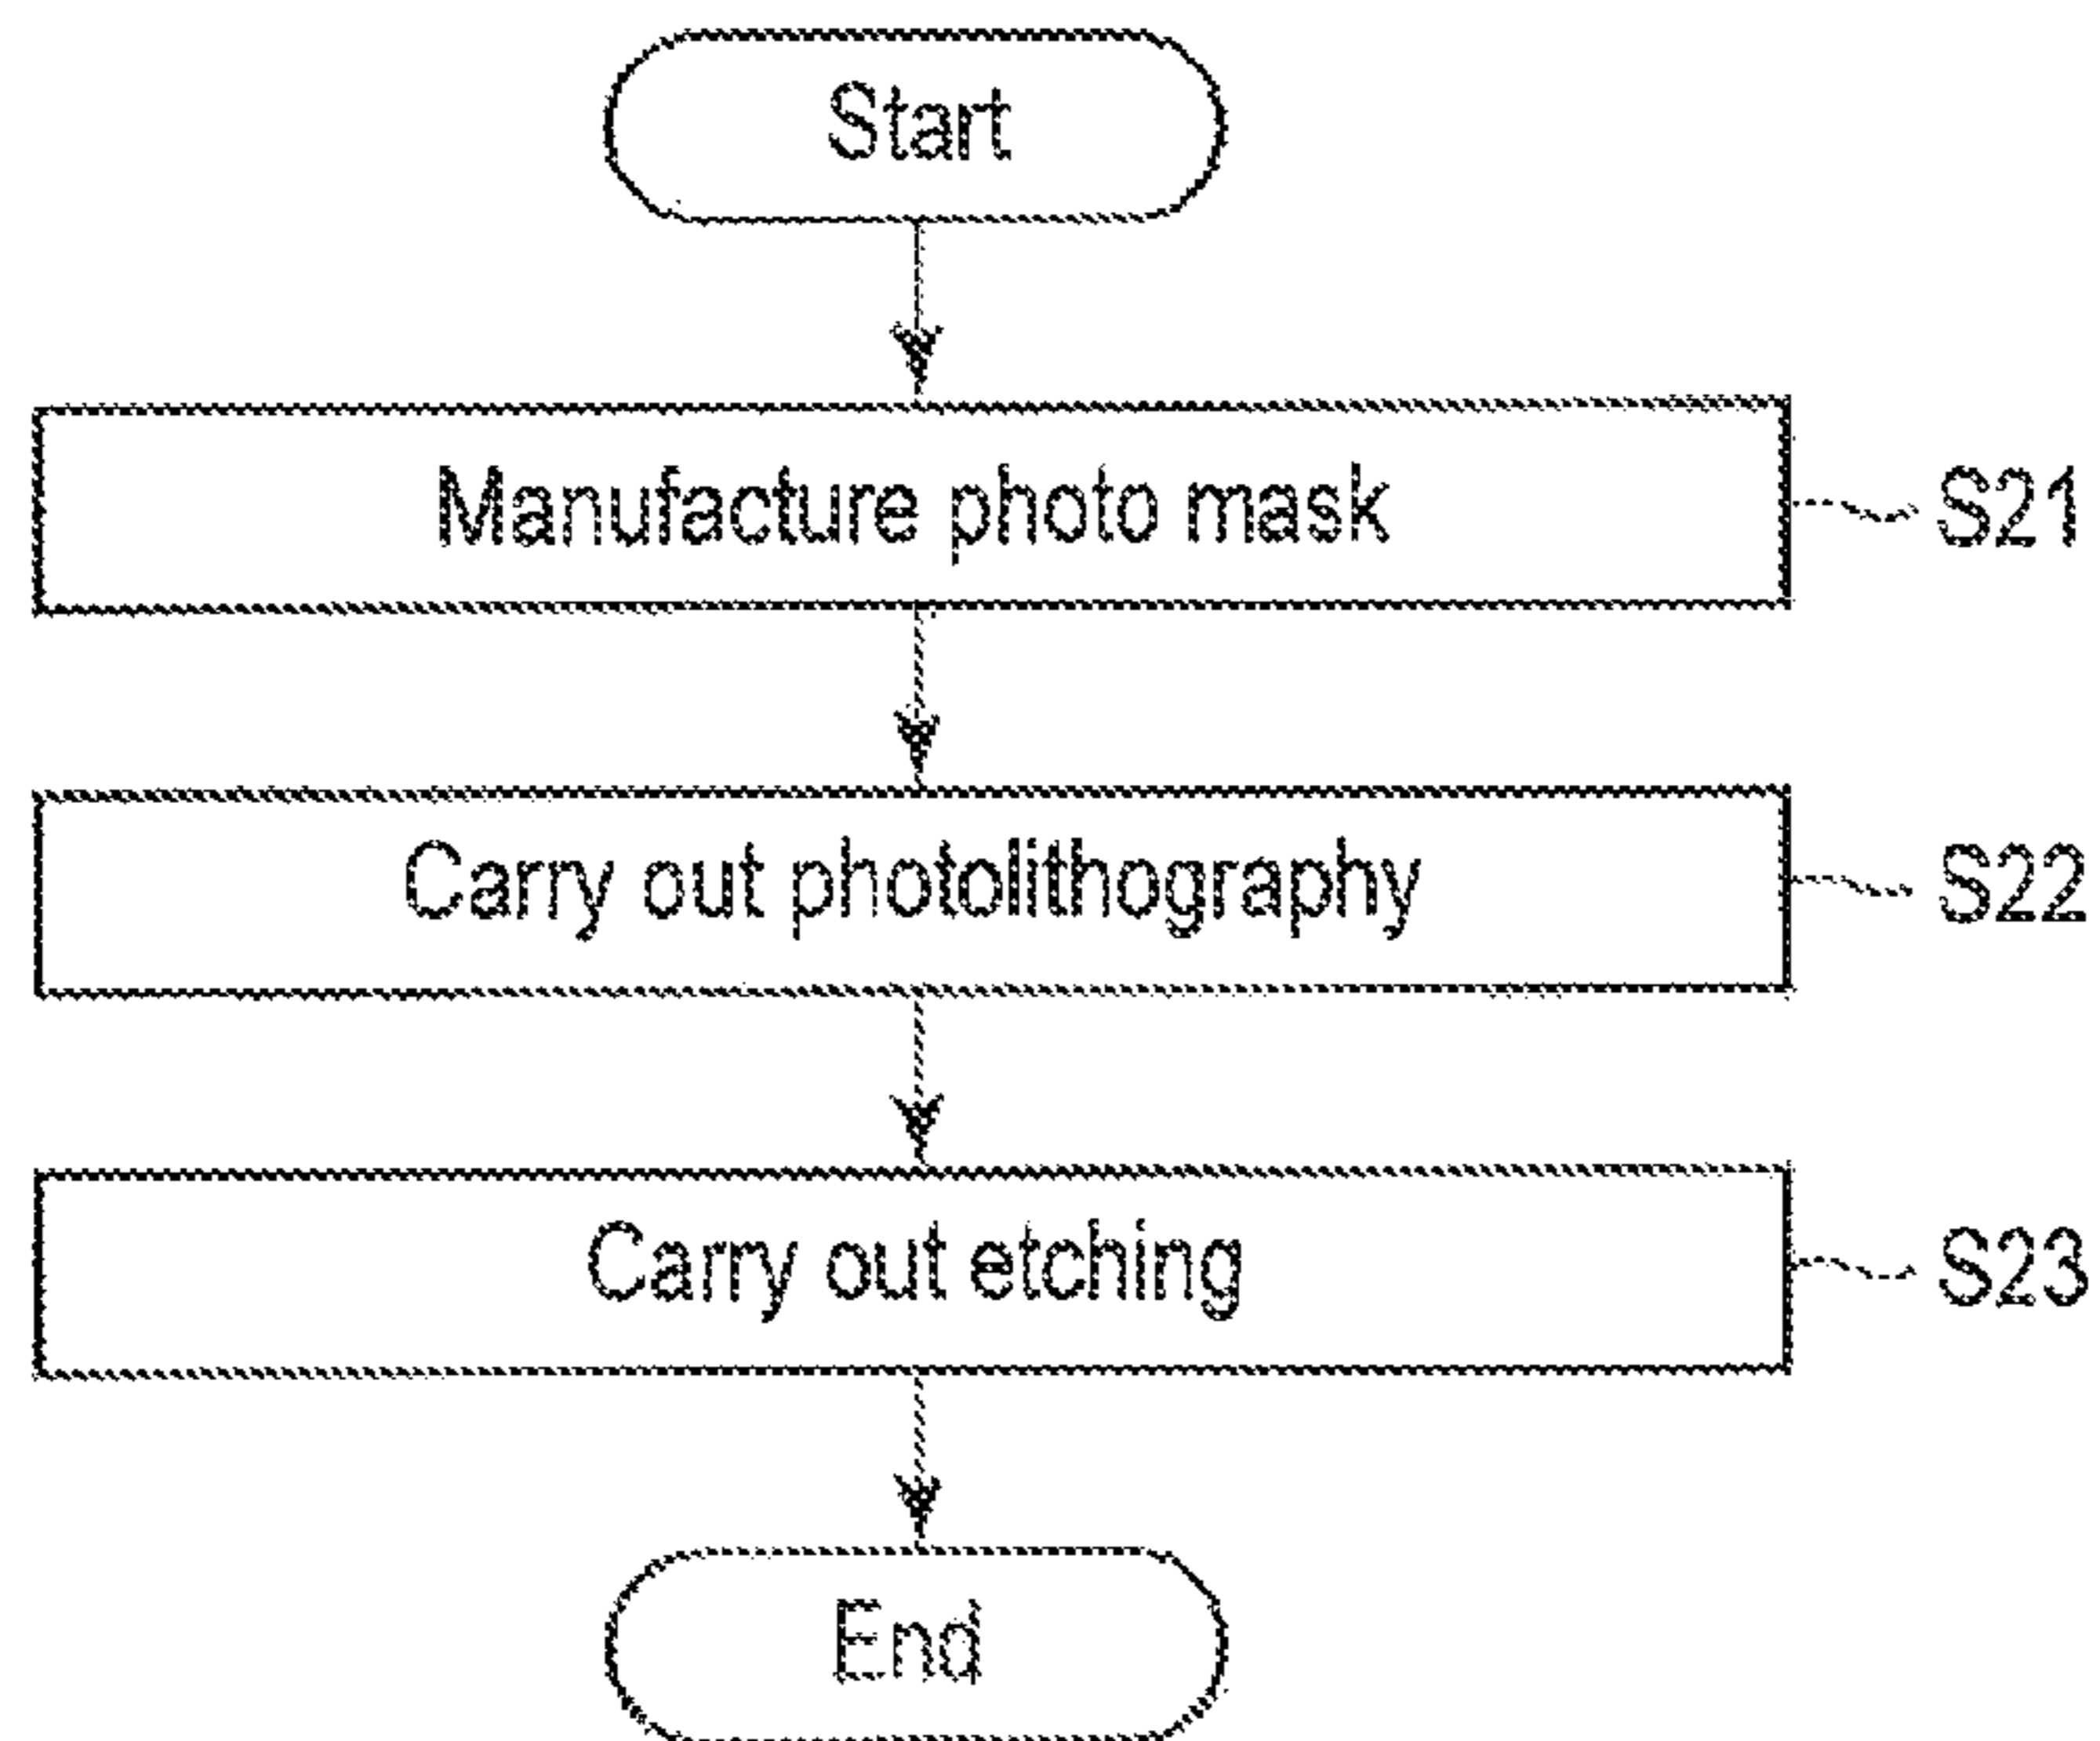 Start
Manufacture photo mask
S21
Carry out photolithography
S22
Carry out etching
S23
End